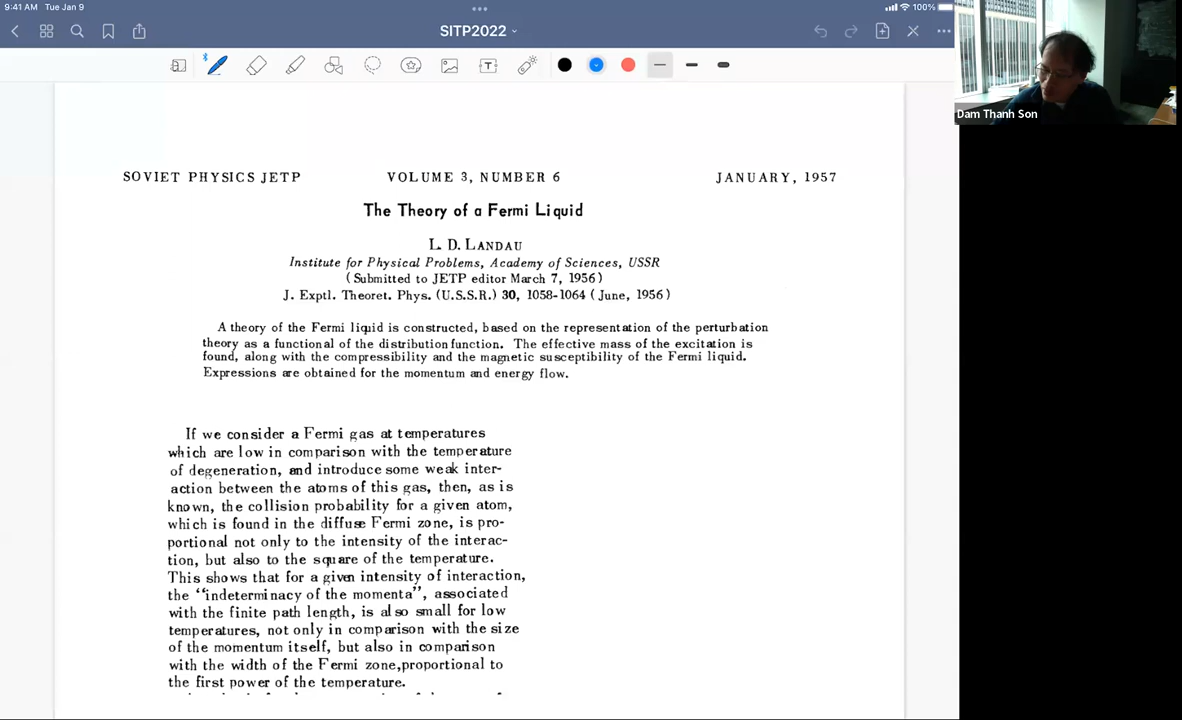 9:41 AM Tue Jan 9
100%
SITP2022
Dam Thanh Son
SOVIET PHYSICS JETP VOLUME 3, NUMBER 6 JANUARY, 1957
The Theory of a Fermi Liquid
L. D. LANDAU
Institute for Physical Problems, Academy of Sciences, USSR
(Submitted to JETP editor March 7, 1956)
J. Exptl. Theoret. Phys. (U.S.S.R.) 30, 1058-1064 (June, 1956)
A theory of the Fermi liquid is constructed, based on the representation of the perturbation
theory as a functional of the distribution function. The effective mass of the excitation is
found, along with the compressibility and the magnetic susceptibility of the Fermi liquid.
Expressions are obtained for the momentum and energy flow.
If we consider a Fermi gas at temperatures
which are low in comparison with the temperature
of degeneration, and introduce some weak inter-
action between the atoms of this gas, then, as is
known, the collision probability for a given atom,
which is found in the diffuse Fermi zone, is pro-
portional not only to the intensity of the interac-
tion, but also to the square of the temperature.
This shows that for a given intensity of interaction,
the "indeterminacy of the momenta", associated
with the finite path length, is also small for low
temperatures, not only in comparison with the size
of the momentum itself, but also in comparison
with the width of the Fermi zone, proportional to
the first power of the temperature.